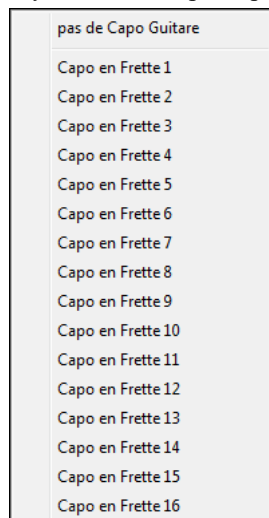 pas de Capo Guitare
Capo en Frette 1
Capo en Frette 2
Capo en Frette 3
Capo en Frette 4
Capo en Frette 5
Capo en Frette 6
Capo en Frette 7
Capo en Frette 8
Capo en Frette 9
Capo en Frette 10
Capo en Frette 11
Capo en Frette 12
Capo en Frette 13
Capo en Frette 14
Capo en Frette 15
Capo en Frette 16